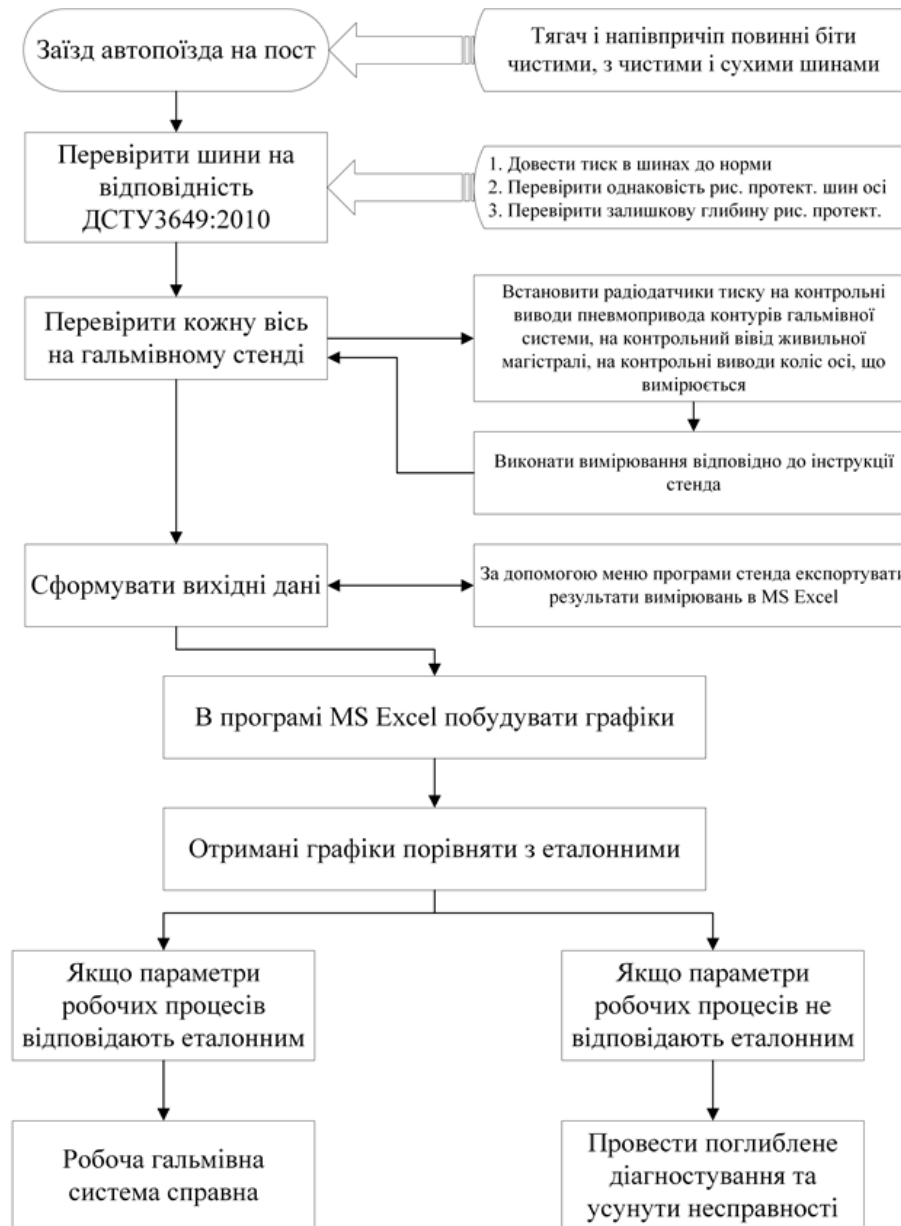 Заїзд автопоїзда на пост
Тягач і напівпричіп повинні біти
чистими, з чистими і сухими шинами
Перевірити шини на
відповідність
ДСТУ3649:2010
1. Довести тиск в шинах до норми
2. Перевірити однаковість рис. протект. шин осі
3. Перевірити залишкову глибину рис. протект.
Перевірити кожну вісь
на гальмівному стенді
Встановити радіодатчики тиску на контрольні
виводи пневмопривода контурів гальмівної
системи, на контрольний вівід живильної
магістралі, на контрольні виводи коліс осі, що
вимірюється
Виконати вимірювання відповідно до інструкції
стенда
Сформувати вихідні дані
За допомогою меню програми стенда експортувати
результати вимірювань в MS Excel
В програмі MS Excel побудувати графіки
Отримані графіки порівняти з еталонними
Якщо параметри
робочих процесів
відповідають еталонним
Якщо параметри
робочих процесів не
відповідають еталонним
Робоча гальмівна
система справна
Провести поглиблене
діагностування та
усунути несправності